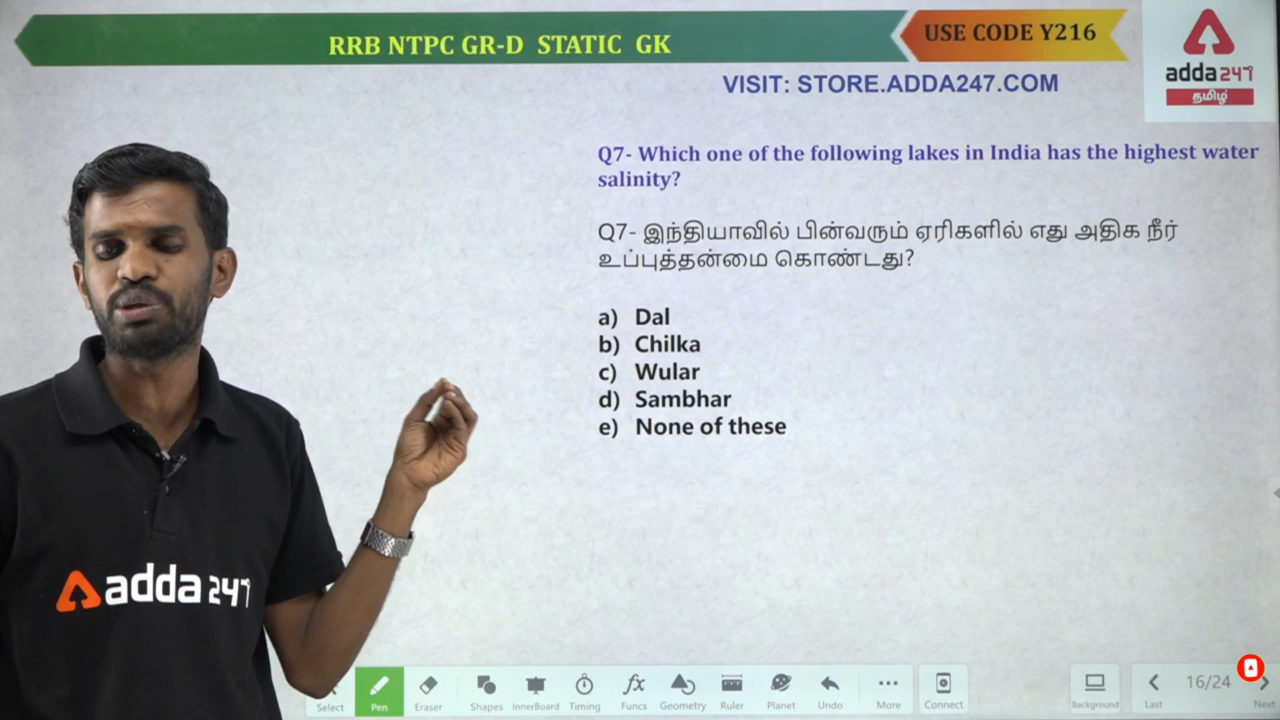 RRB NTPC GR-D STATIC GK
USE CODE Y216
adda247
தமிழ்
VISIT: STORE.ADDA247.COM
Q7- Which one of the following lakes in India has the highest water
salinity?
Q7- இந்தியாவில் பின்வரும் ஏரிகளில் எது அதிக நீர்
உப்புத்தன்மை கொண்டது?
a) Dal
b) Chilka
c) Wular
d) Sambhar
e) None of these
adda 247
Select Pen Eraser Shapes InnerBoard Timing Funcs Geometry Ruler Planet Undo More Connect Background Last 16/24 Next